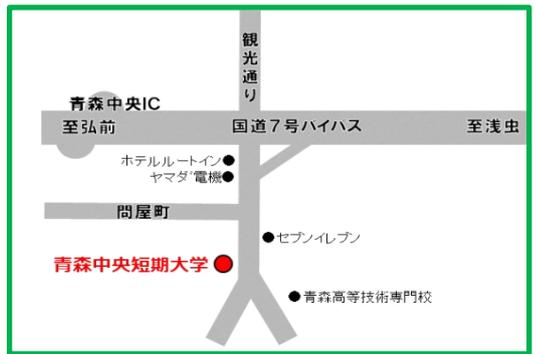 観光通り
青森中央IC
至弘前
国道7号バイパス
至浅虫
ホテルルートイン
ヤマダ電機
問屋町
セブンイレブン
青森中央短期大学
青森高等技術専門校